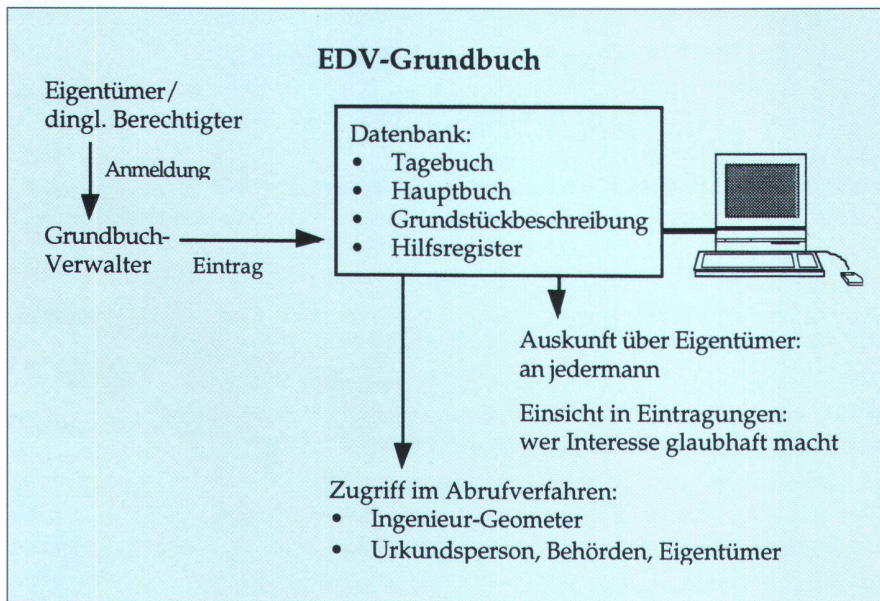 EDV-Grundbuch
Eigentümer/
dingl. Berechtigter
Anmeldung
Grundbuch-
Verwalter
Eintrag
Datenbank:
• Tagebuch
• Hauptbuch
• Grundstückbeschreibung
• Hilfsregister
Auskunft über Eigentümer:
an jedermann
Einsicht in Eintragungen:
wer Interesse glaubhaft macht
Zugriff im Abrufverfahren:
• Ingenieur-Geometer
• Urkundsperson, Behörden, Eigentümer